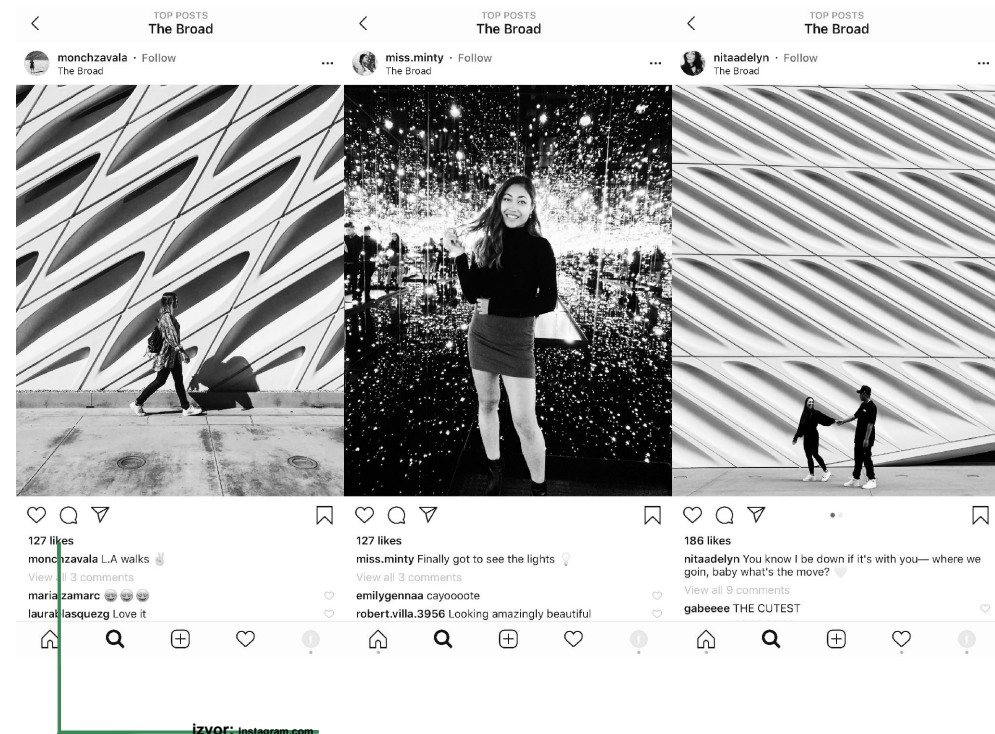 TOP POSTS
The Broad
monchzavala · Follow
The Broad
127 likes
monchzavala L.A walks ✌
View all 3 comments
mariazamarc
laurablasquezg Love it
TOP POSTS
The Broad
miss.minty · Follow
The Broad
127 likes
miss.minty Finally got to see the lights 💡
View all 3 comments
emilygennaa cayoooote
robert.villa.3956 Looking amazingly beautiful
TOP POSTS
The Broad
nitaadelyn · Follow
The Broad
186 likes
nitaadelyn You know I be down if it's with you— where we
goin, baby what's the move? 🤍
View all 9 comments
gabeeee THE CUTEST
izvor: Instagram.com